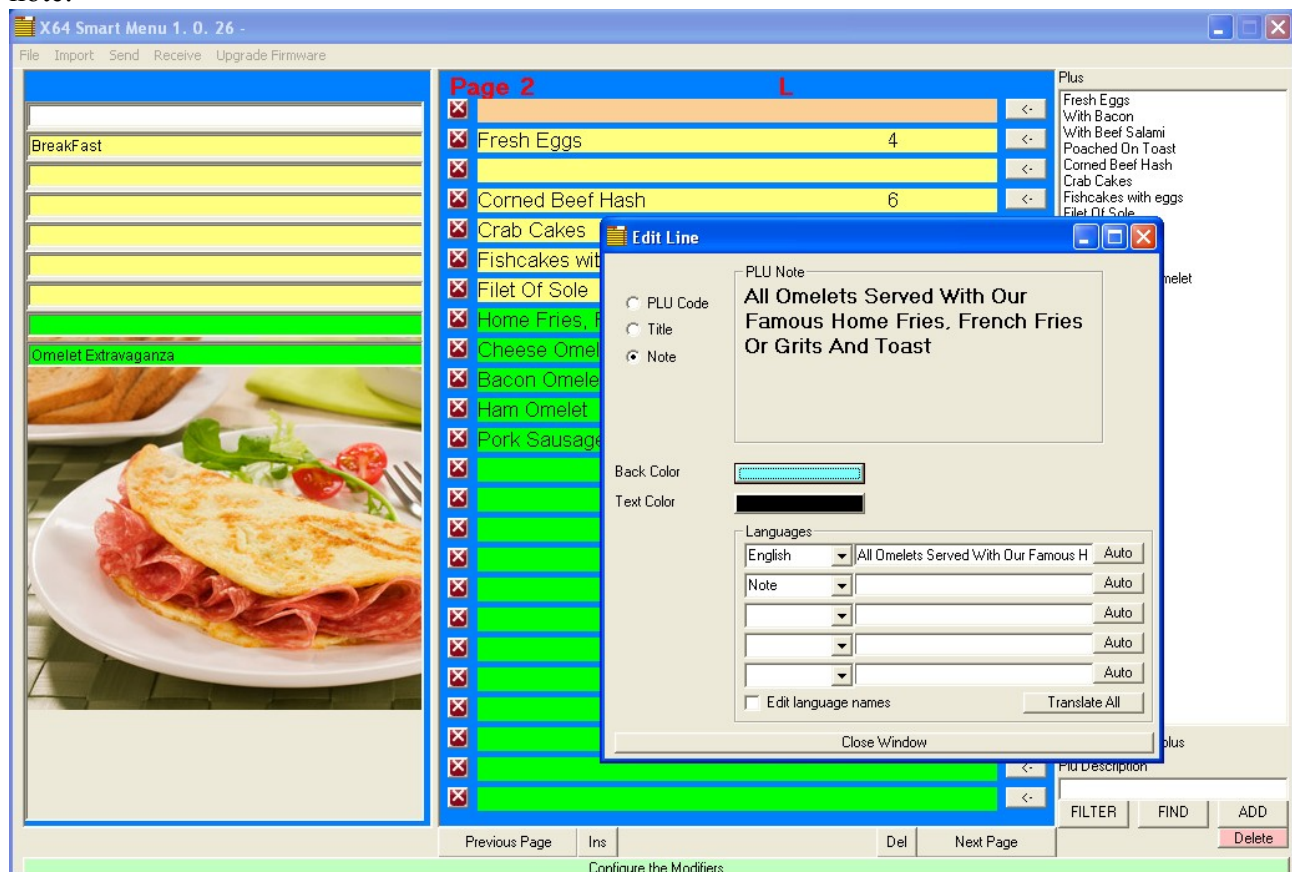 note.
X64 Smart Menu 1. 0. 26 -
File Import Send Receive Upgrade Firmware
BreakFast
Omelet Extravaganza
Page 2 L
<-
Fresh Eggs 4 <-
<-
Corned Beef Hash 6 <-
Crab Cakes
Fishcakes wit
Filet Of Sole
Home Fries, F
Cheese Omel
Bacon Omele
Ham Omelet
Pork Sausage
<-
<-
Previous Page Ins Del Next Page
Configure the Modifiers
Plus
Fresh Eggs
With Bacon
With Beef Salami
Poached On Toast
Corned Beef Hash
Crab Cakes
Fishcakes with eggs
Filet Of Sole
melet
plus
Plu Description
FILTER FIND ADD
Delete
Edit Line
PLU Code
Title
Note
PLU Note
All Omelets Served With Our
Famous Home Fries, French Fries
Or Grits And Toast
Back Color
Text Color
Languages
English All Omelets Served With Our Famous H Auto
Note Auto
Auto
Auto
Auto
Edit language names Translate All
Close Window